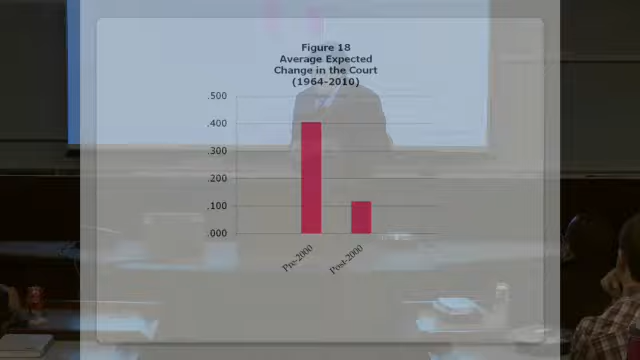 Figure 18
Average Expected
Change in the Court
(1964-2010)
.500
.400
.300
.200
.100
.000
Pre-2000
Post-2000